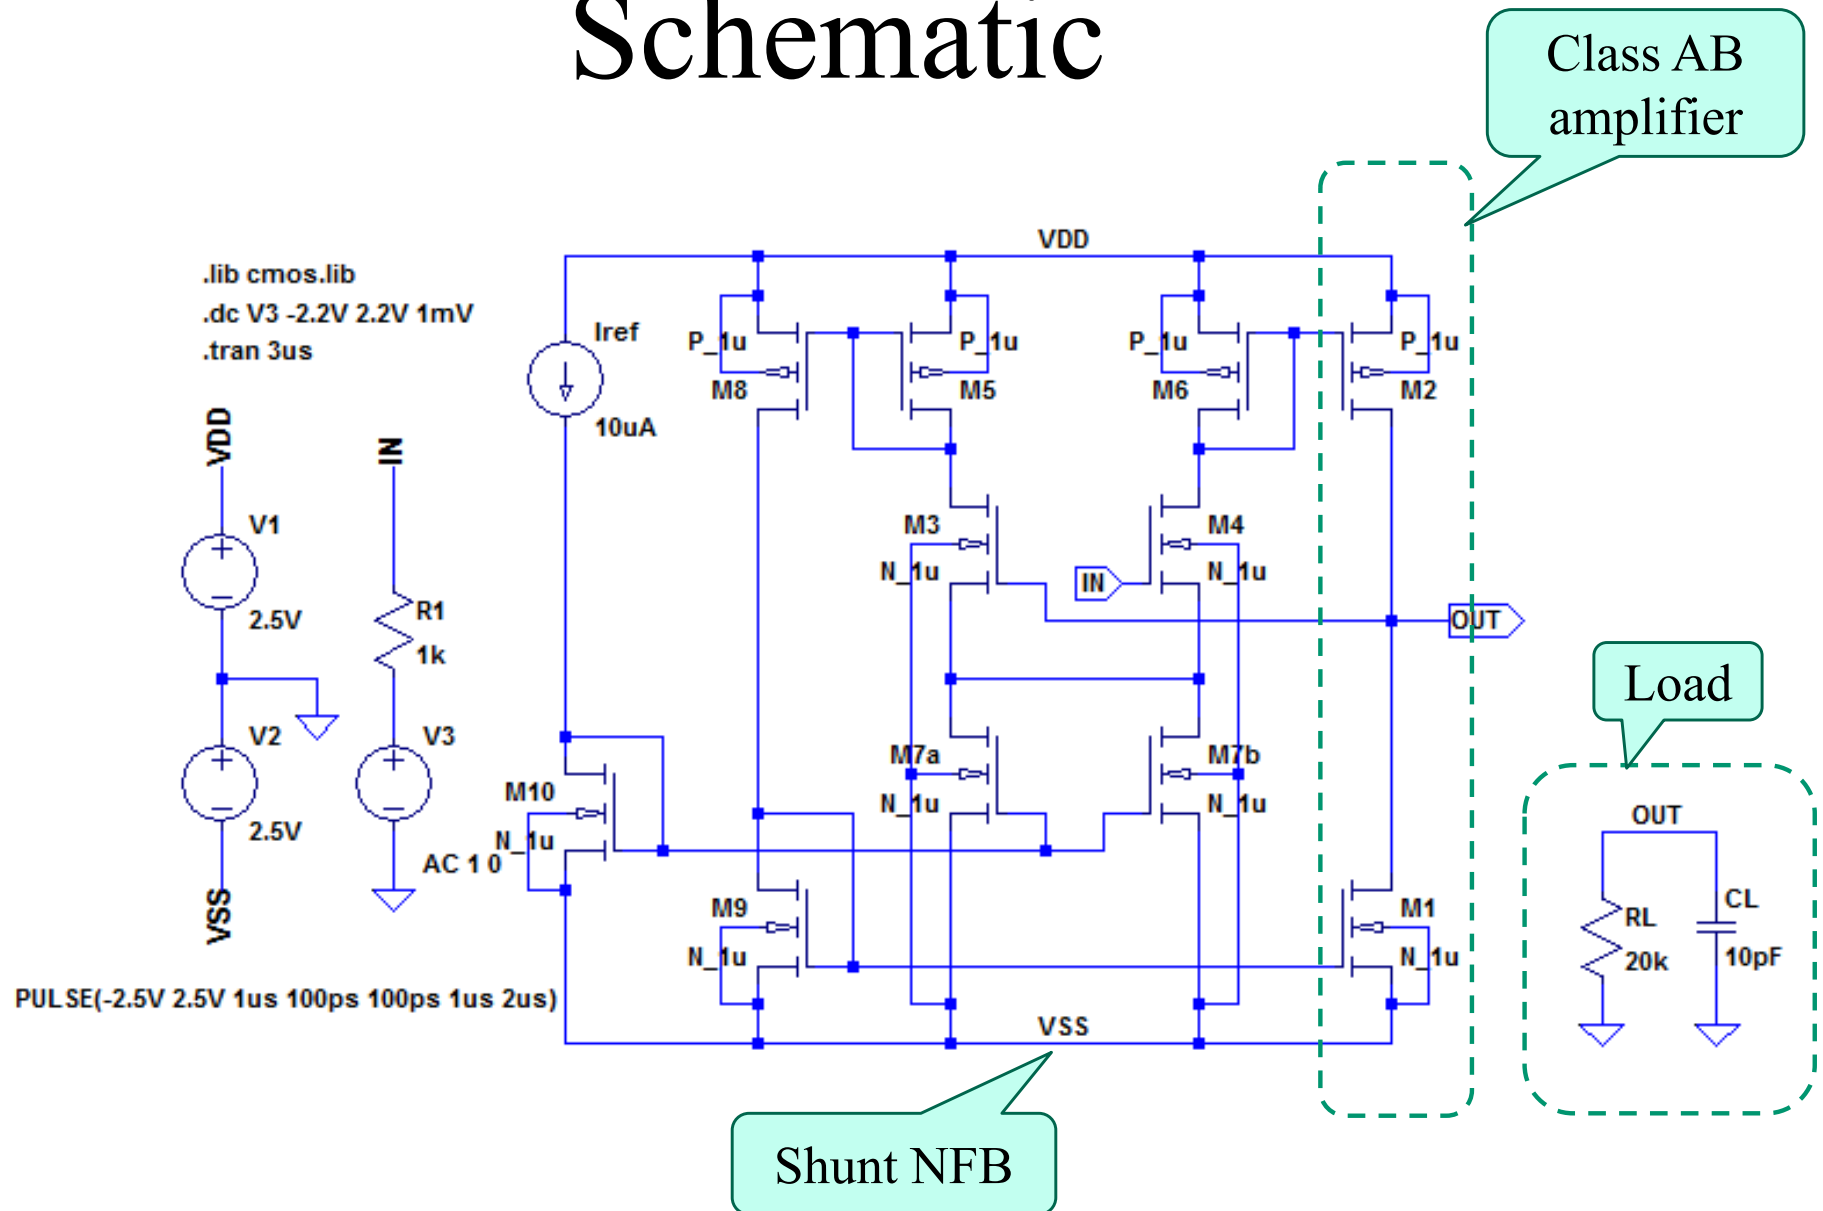 Schematic
Class AB
amplifier
VDD
.lib cmos.lib
.dc V3 -2.2V 2.2V 1mV
.tran 3us
Iref
10uA
P_1u
M8
P_1u
M5
P_1u
M6
P_1u
M2
VDD
IN
V1
2.5V
R1
1k
M3
N_1u
IN
M4
N_1u
OUT
Load
V2
2.5V
V3
AC 1 0
M10
N_1u
M7a
N_1u
M7b
N_1u
VSS
M9
N_1u
M1
N_1u
OUT
RL
20k
CL
10pF
PULSE(-2.5V 2.5V 1us 100ps 100ps 1us 2us)
VSS
Shunt NFB